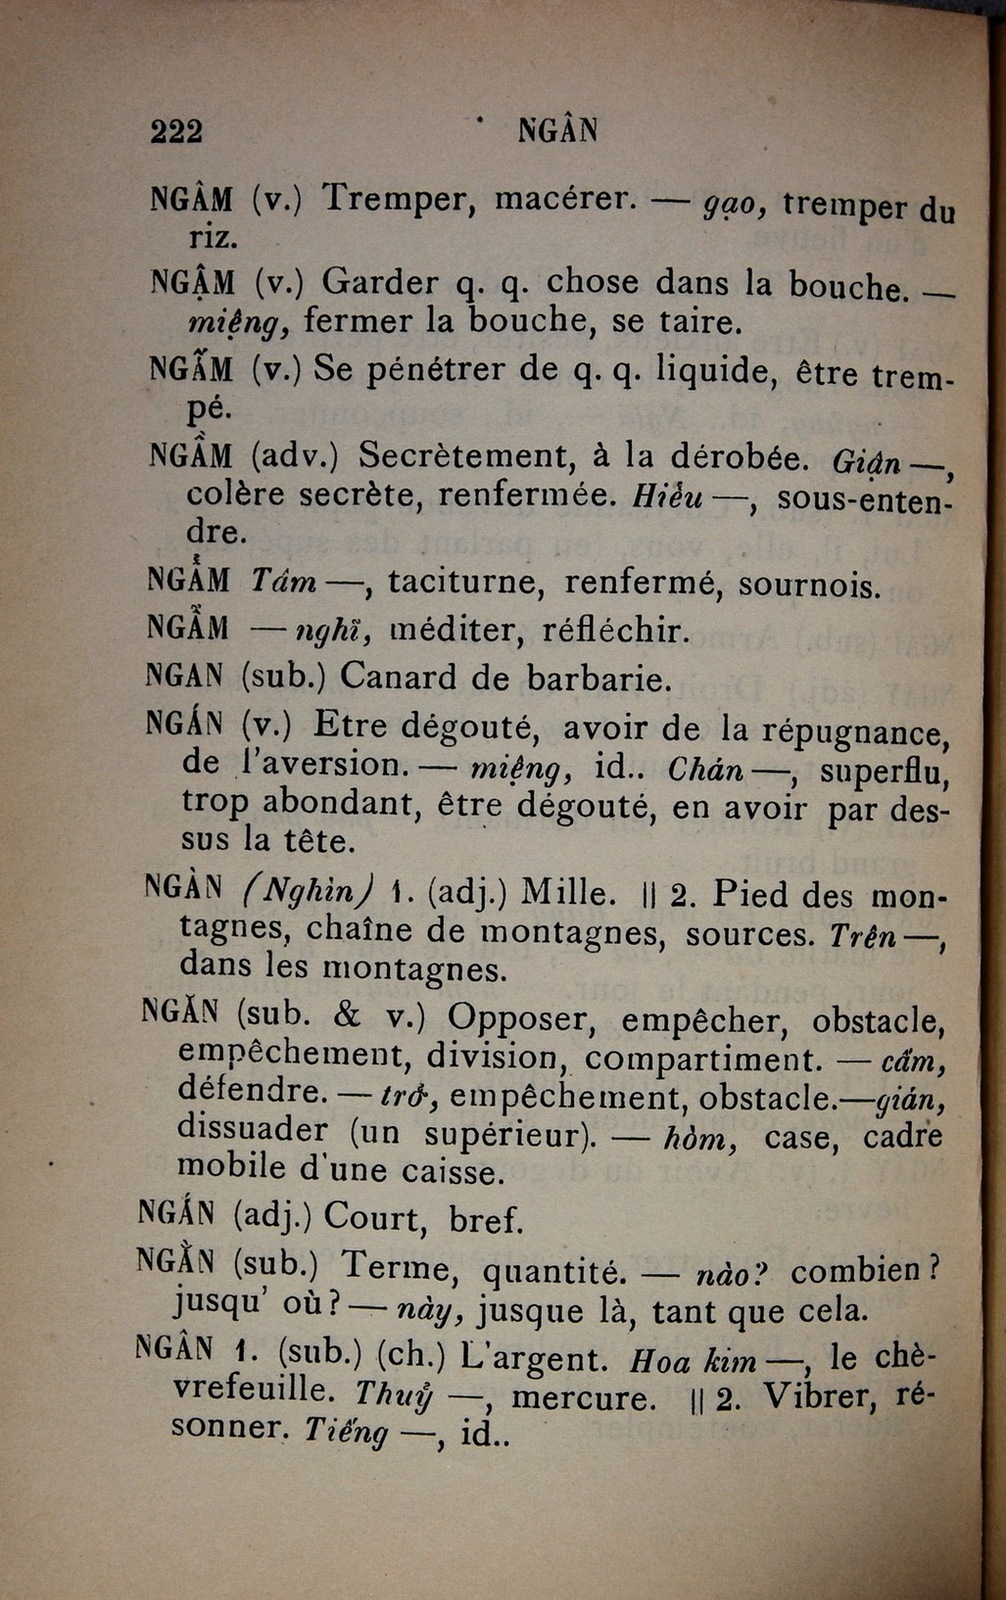 222 NGÂN
NGÂM (v.) Tremper, macérer. — gạo, tremper du
riz.
NGẬM (v.) Garder q. q. chose dans la bouche. —
miệng, fermer la bouche, se taire.
NGẤM (v.) Se pénétrer de q. q. liquide, être trem-
pé.
NGẦM (adv.) Secrètement, à la dérobée. Giận —,
colère secrète, renfermée. Hiểu —, sous-enten-
dre.
NGẨM Tâm —, taciturne, renfermé, sournois.
NGẪM — nghĩ, méditer, réfléchir.
NGAN (sub.) Canard de barbarie.
NGÁN (v.) Etre dégouté, avoir de la répugnance,
de l'aversion. — miệng, id.. Chán —, superflu,
trop abondant, être dégouté, en avoir par des-
sus la tête.
NGÀN (Nghìn) 1. (adj.) Mille. || 2. Pied des mon-
tagnes, chaîne de montagnes, sources. Trên —,
dans les montagnes.
NGĂN (sub. & v.) Opposer, empêcher, obstacle,
empêchement, division, compartiment. — cấm,
défendre. — trở, empêchement, obstacle.—gián,
dissuader (un supérieur). — hòm, case, cadre
mobile d'une caisse.
NGẮN (adj.) Court, bref.
NGẰN (sub.) Terme, quantité. — nào? combien?
jusqu' où? — này, jusque là, tant que cela.
NGÂN 1. (sub.) (ch.) L'argent. Hoa kim —, le chè-
vrefeuille. Thuỷ —, mercure. || 2. Vibrer, ré-
sonner. Tiếng —, id..